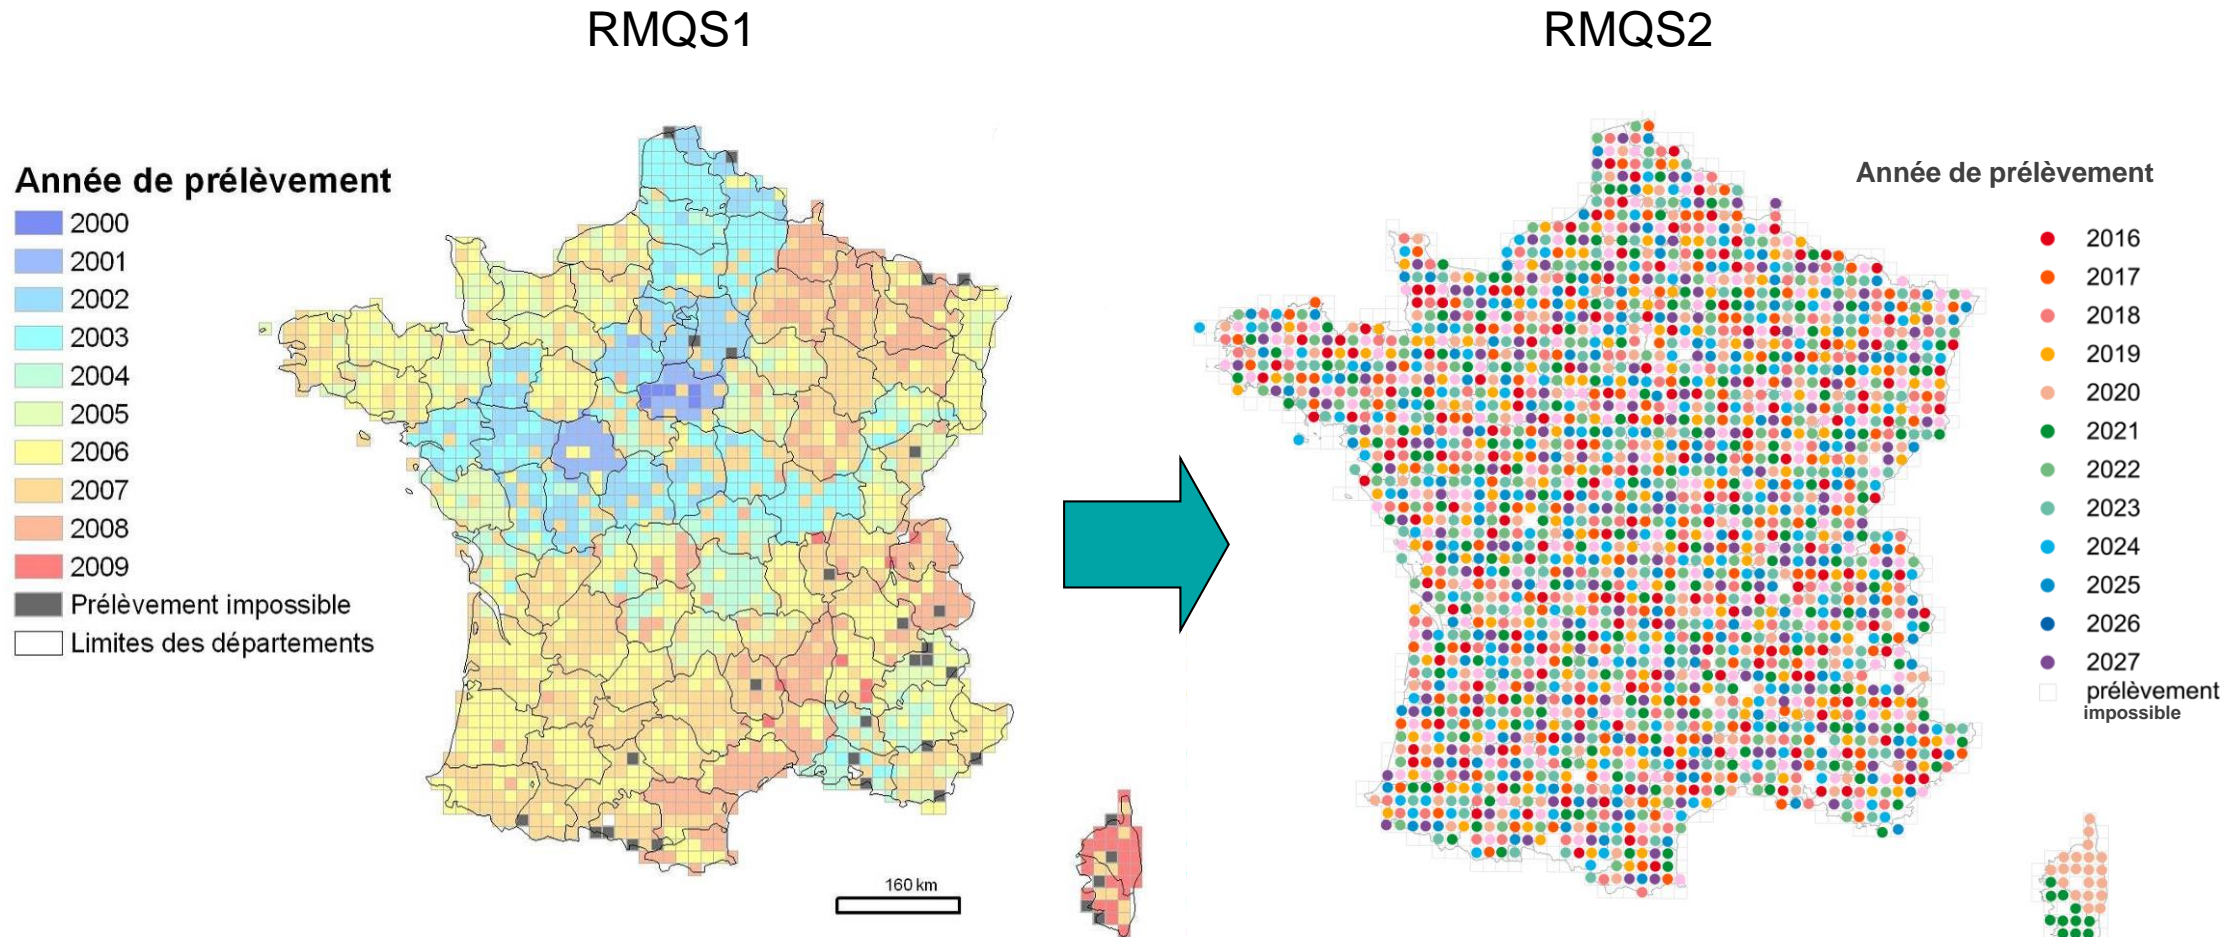 RMQS1
Année de prélèvement
2000
2001
2002
2003
2004
2005
2006
2007
2008
2009
Prélèvement impossible
Limites des départements
160 km
RMQS2
Année de prélèvement
2016
2017
2018
2019
2020
2021
2022
2023
2024
2025
2026
2027
prélèvement
impossible